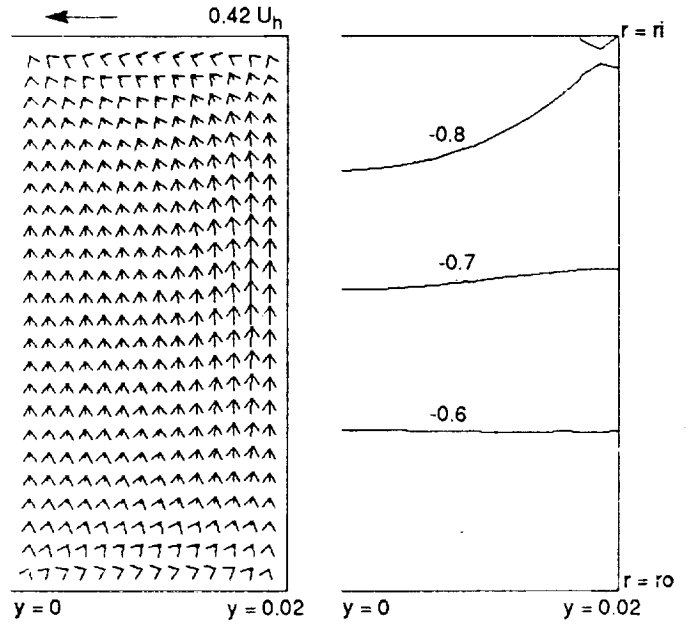 0.42 U_h
r = ri
-0.8
-0.7
-0.6
r = ro
y = 0 y = 0.02 y = 0 y = 0.02